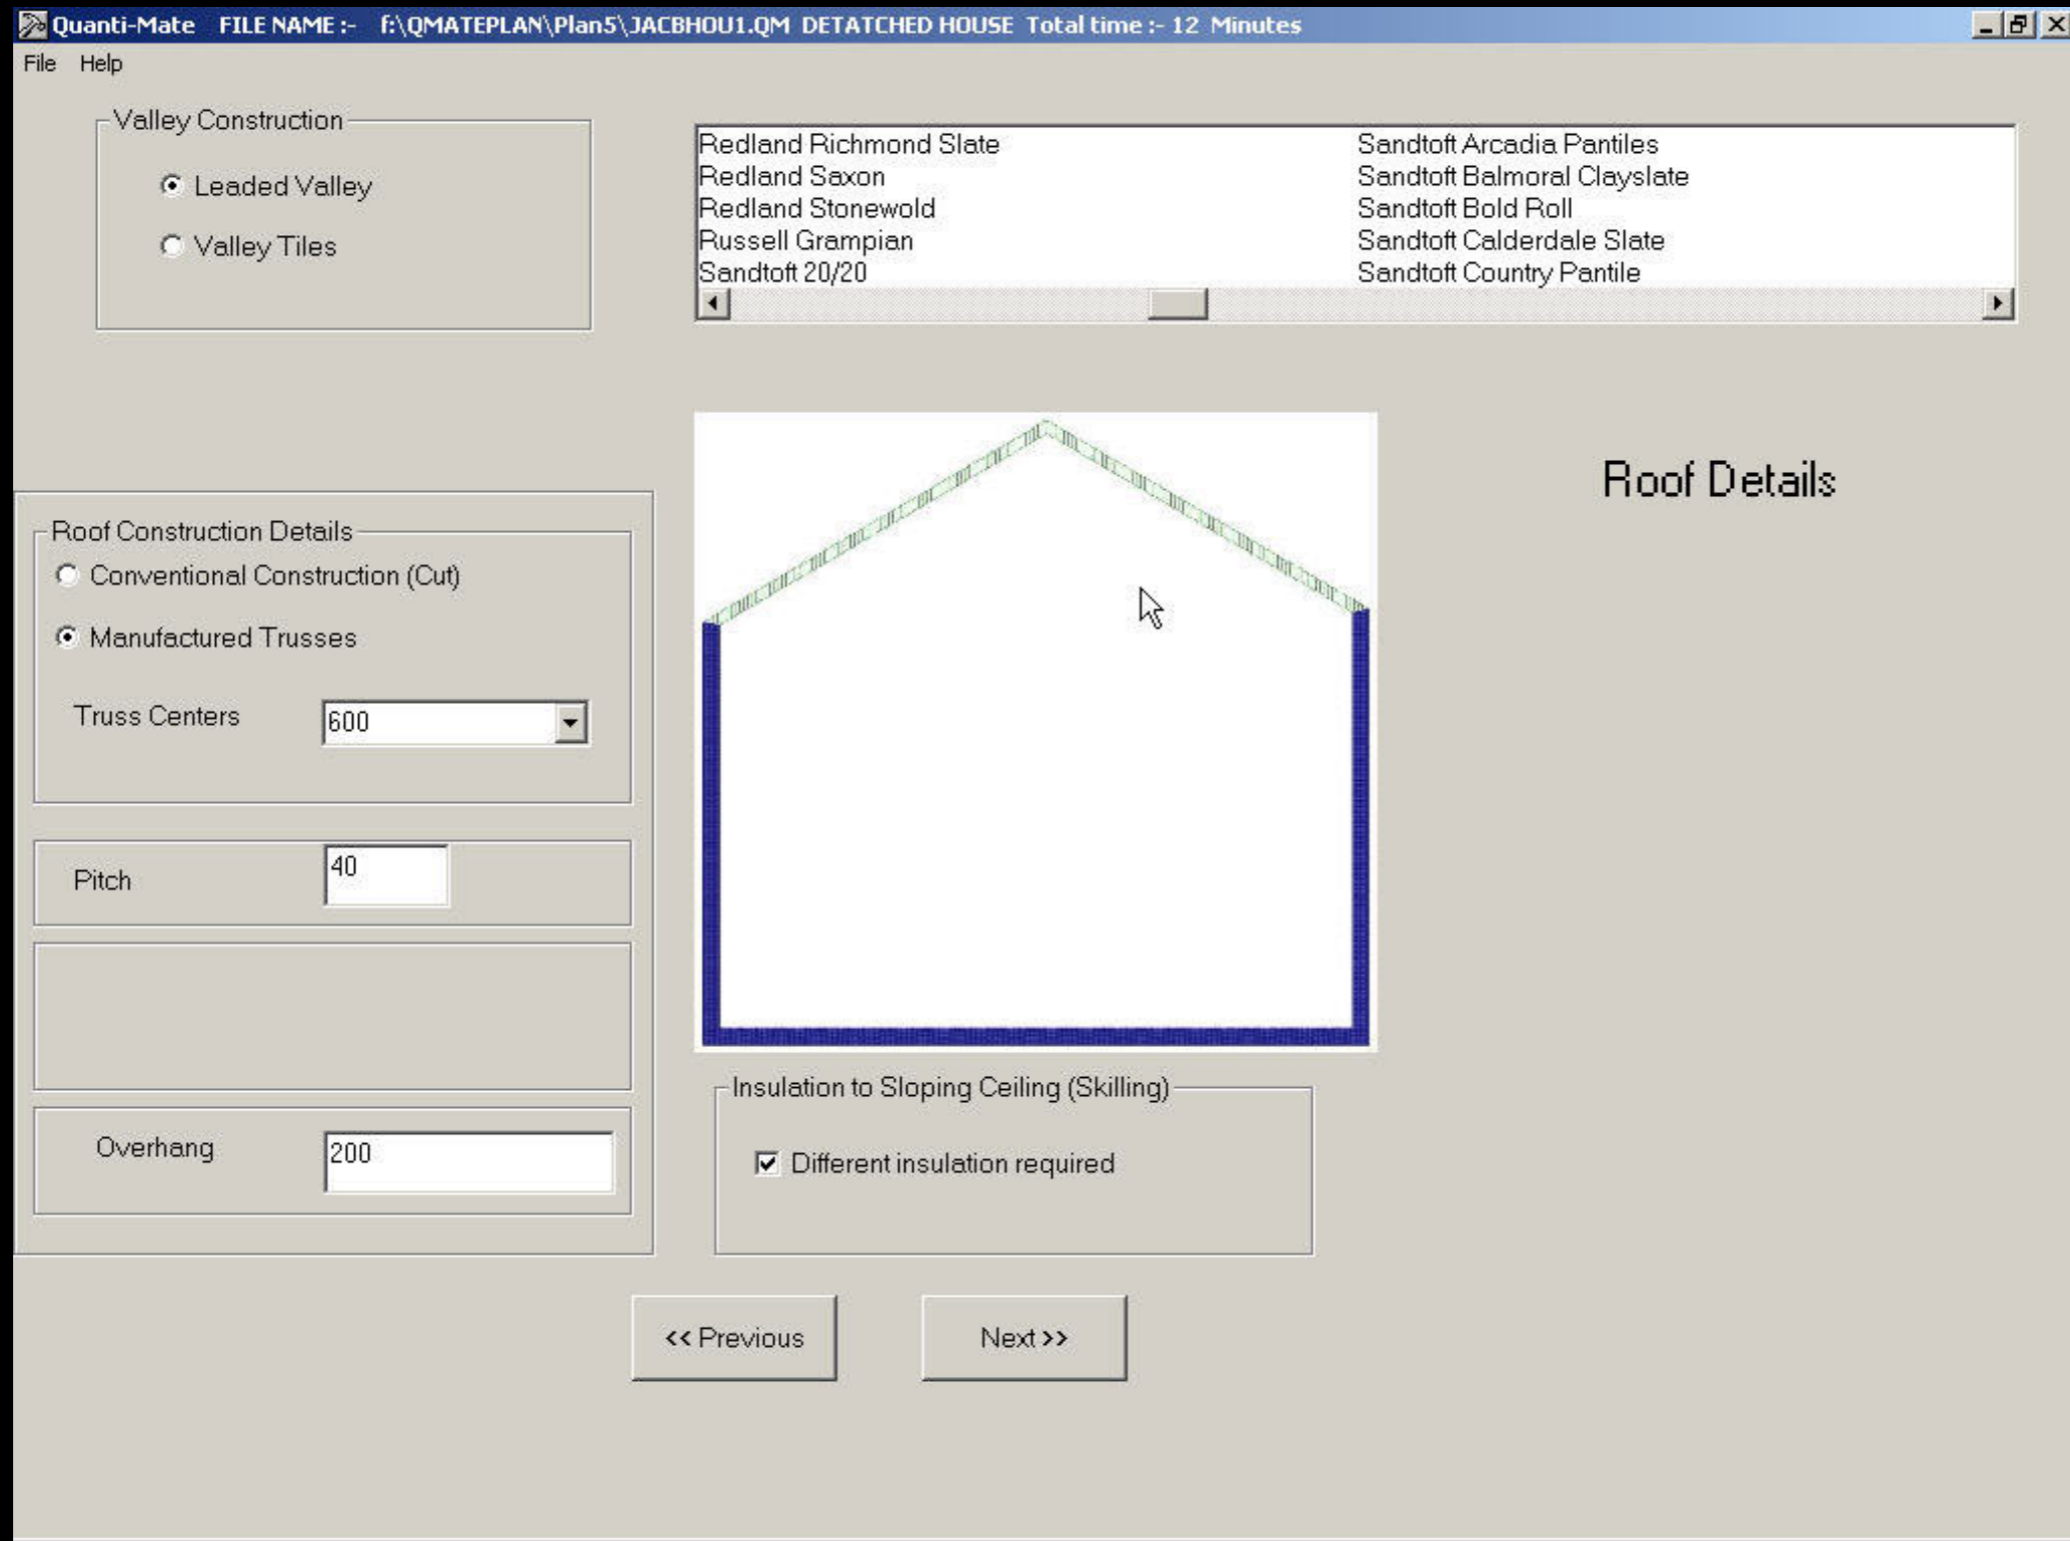 Quanti-Mate FILE NAME :- f:\QMATEPLAN\Plan5\JACBHOU1.QM DETATCHED HOUSE Total time :- 12 Minutes
File Help
Valley Construction
Leaded Valley
Valley Tiles
Redland Richmond Slate
Redland Saxon
Redland Stonewold
Russell Grampian
Sandtoft 20/20
Sandtoft Arcadia Pantiles
Sandtoft Balmoral Clayslate
Sandtoft Bold Roll
Sandtoft Calderdale Slate
Sandtoft Country Pantile
Roof Details
Roof Construction Details
Conventional Construction (Cut)
Manufactured Trusses
Truss Centers 600
Pitch 40
Overhang 200
Insulation to Sloping Ceiling (Skilling)
Different insulation required
<< Previous
Next >>